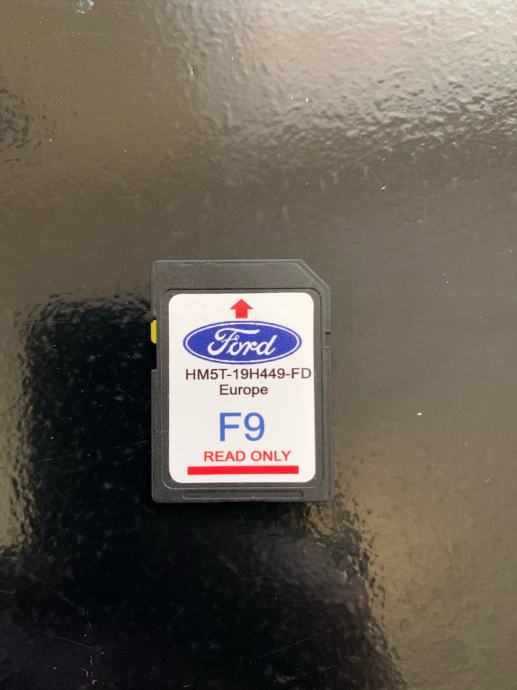 Ford
HM5T-19H449-FD
Europe
F9
READ ONLY